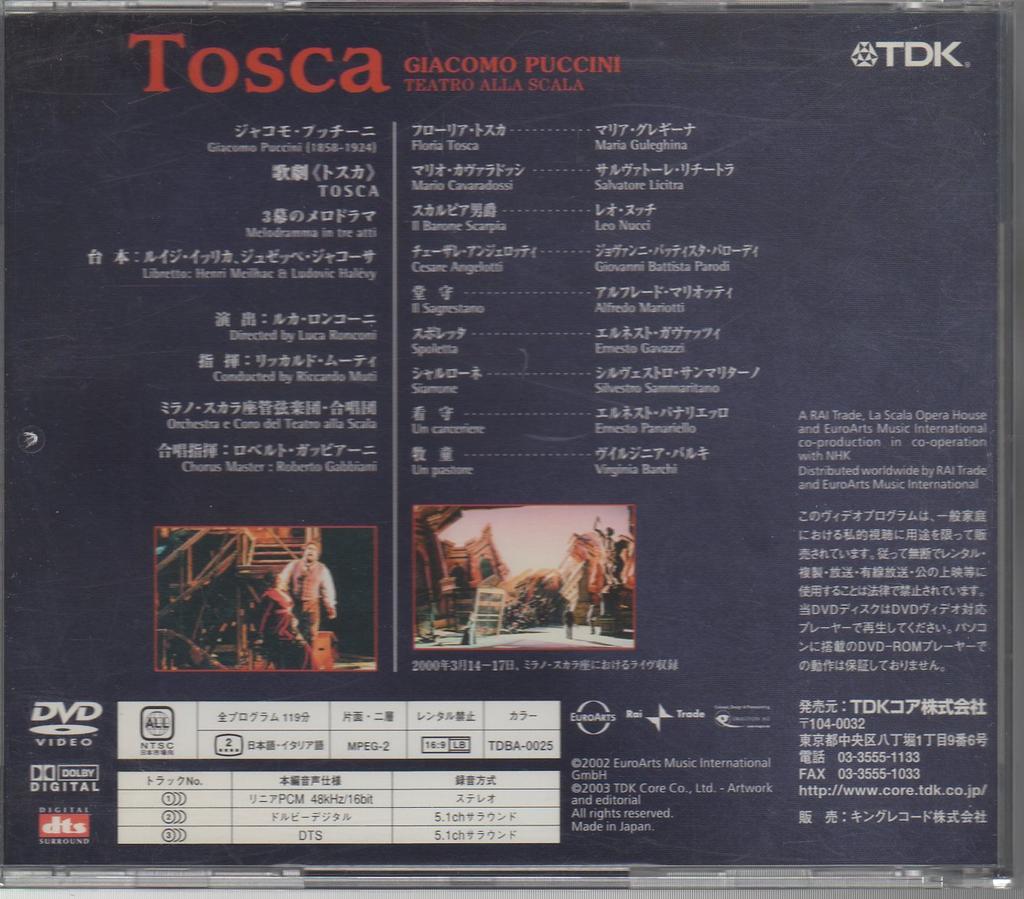 Tosca GIACOMO PUCCINI
TEATRO ALLA SCALA
TDK
ジャコモ・プッチーニ
Giacomo Puccini (1858-1924)
歌劇《トスカ》
TOSCA
3幕のメロドラマ
Melodramma in tre atti
台 本：ルイジ・イッリカ、ジュゼッペ・ジャコーサ
Libretto: Henri Meilhac & Ludovic Halévy
演 出：ルカ・ロンコーニ
Directed by Luca Ronconi
指 揮：リッカルド・ムーティ
Conducted by Riccardo Muti
ミラノ・スカラ座管弦楽団・合唱団
Orchestra e Coro del Teatro alla Scala
合唱指揮：ロベルト・ガッビアーニ
Chorus Master : Roberto Gabbiani
フローリア・トスカ マリア・グレギーナ
Floria Tosca Maria Guleghina
マリオ・カヴァラドッシ サルヴァトーレ・リチートラ
Mario Cavaradossi Salvatore Licitra
スカルピア男爵 レオ・ヌッチ
Il Barone Scarpia Leo Nucci
チェーザレ・アンジェロッティ ジョヴァンニ・バッティスタ・パローディ
Cesare Angelotti Giovanni Battista Parodi
堂 守 アルフレード・マリオッティ
Il Sagrestano Alfredo Mariotti
スポレッタ エルネスト・ガヴァッツィ
Spoletta Ernesto Gavazzi
シャルローネ シルヴェストロ・サンマリターノ
Siarrone Silvestro Sammaritano
看 守 エルネスト・パナリエッロ
Un carceriere Ernesto Panariello
牧 童 ヴィルジニア・バルキ
Un pastore Virginia Barchi
2000年3月14－17日、ミラノ・スカラ座におけるライヴ収録
A RAI Trade, La Scala Opera House
and EuroArts Music International
co-production in co-operation
with NHK
Distributed worldwide by RAI Trade
and EuroArts Music International
このヴィデオプログラムは、一般家庭
における私的視聴に用途を限って販
売されています。従って無断でレンタル・
複製・放送・有線放送・公の上映等に
使用することは法律で禁止されています。
当DVDディスクはDVDヴィデオ対応
プレーヤーで再生してください。パソコ
ンに搭載のDVD-ROMプレーヤーで
の動作は保証しておりません。
DVD
VIDEO
DOLBY
DIGITAL
DIGITAL
dts
SURROUND
ALL
NTSC
日本市場向
全プログラム 119分 片面・二層 レンタル禁止 カラー
2 日本語・イタリア語 MPEG-2 16:9 LB TDBA-0025
トラックNo. 本編音声仕様 録音方式
1 リニアPCM 48kHz/16bit ステレオ
2 ドルビーデジタル 5.1chサラウンド
3 DTS 5.1chサラウンド
EUROARTS
Rai Trade
©2002 EuroArts Music International
GmbH
©2003 TDK Core Co., Ltd. - Artwork
and editorial
All rights reserved.
Made in Japan.
発売元：TDKコア株式会社
〒104-0032
東京都中央区八丁堀1丁目9番6号
電話 03-3555-1133
FAX 03-3555-1033
http://www.core.tdk.co.jp/
販 売：キングレコード株式会社